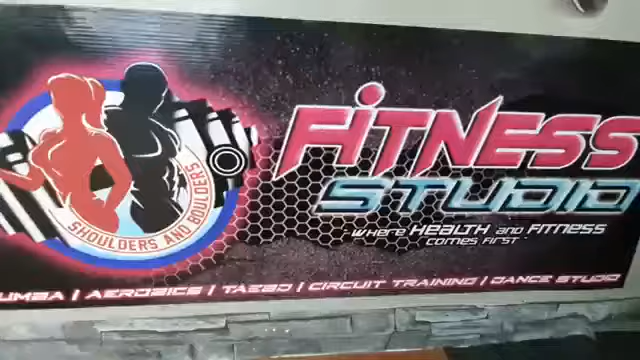 SHOULDERS AND BOULDERS
FiTNESS
STUDIO
- WHERE HEALTH AND FITNESS
COMES FIRST -
UMBA | AEROBICS | TAEBO | CIRCUIT TRAINING | DANCE STUDIO